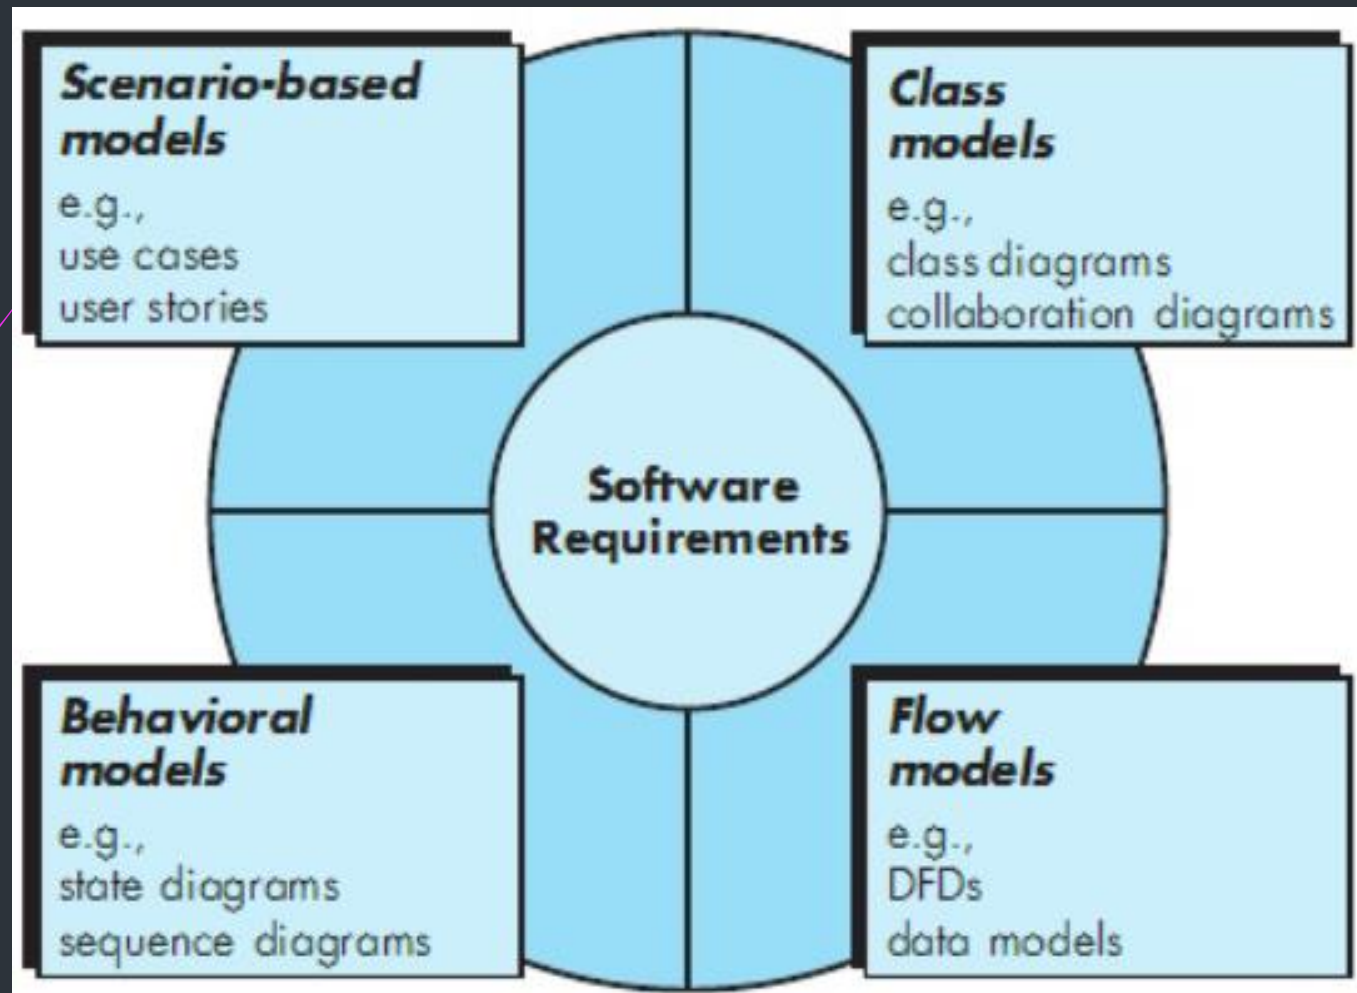 Scenario-based
models
e.g.,
use cases
user stories
Class
models
e.g.,
class diagrams
collaboration diagrams
Software
Requirements
Behavioral
models
e.g.,
state diagrams
sequence diagrams
Flow
models
e.g.,
DFDs
data models